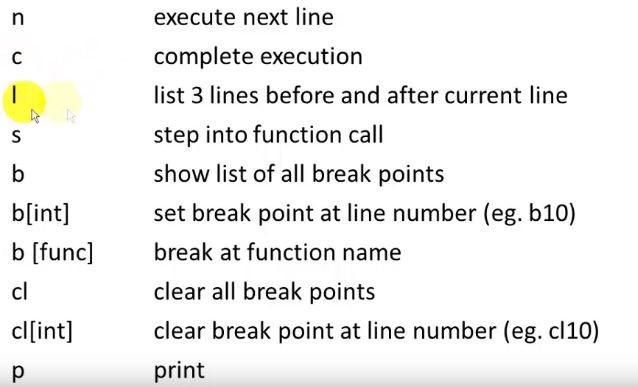 n execute next line
c complete execution
l list 3 lines before and after current line
s step into function call
b show list of all break points
b[int] set break point at line number (eg. b10)
b [func] break at function name
cl clear all break points
cl[int] clear break point at line number (eg. cl10)
p print